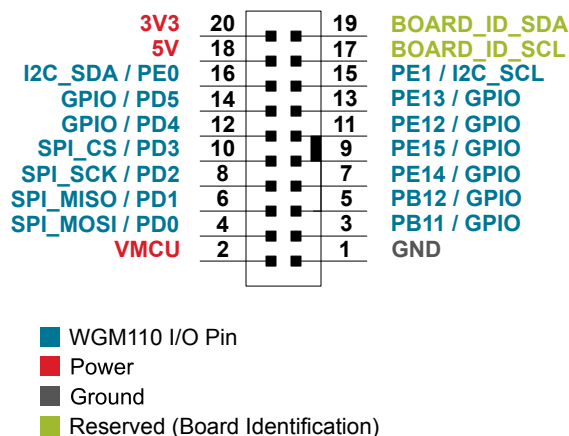 3V3 20 19 BOARD_ID_SDA
5V 18 17 BOARD_ID_SCL
I2C_SDA / PE0 16 15 PE1 / I2C_SCL
GPIO / PD5 14 13 PE13 / GPIO
GPIO / PD4 12 11 PE12 / GPIO
SPI_CS / PD3 10 9 PE15 / GPIO
SPI_SCK / PD2 8 7 PE14 / GPIO
SPI_MISO / PD1 6 5 PB12 / GPIO
SPI_MOSI / PD0 4 3 PB11 / GPIO
VMCU 2 1 GND
WGM110 I/O Pin
Power
Ground
Reserved (Board Identification)